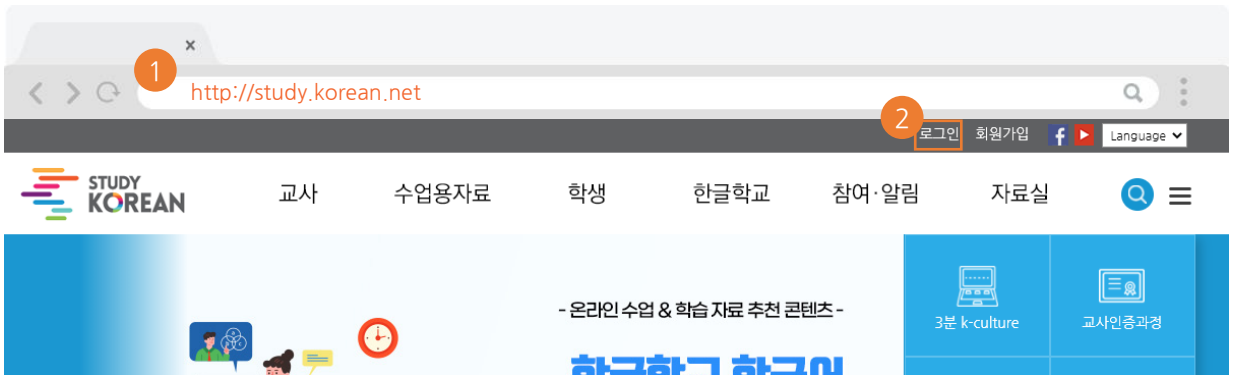 ×
1
http://study.korean.net
2
로그인 회원가입 f Language
STUDY
KOREAN
교사 수업용자료 학생 한글학교 참여·알림 자료실
- 온라인 수업 & 학습 자료 추천 콘텐츠 -
3분 k-culture
교사인증과정